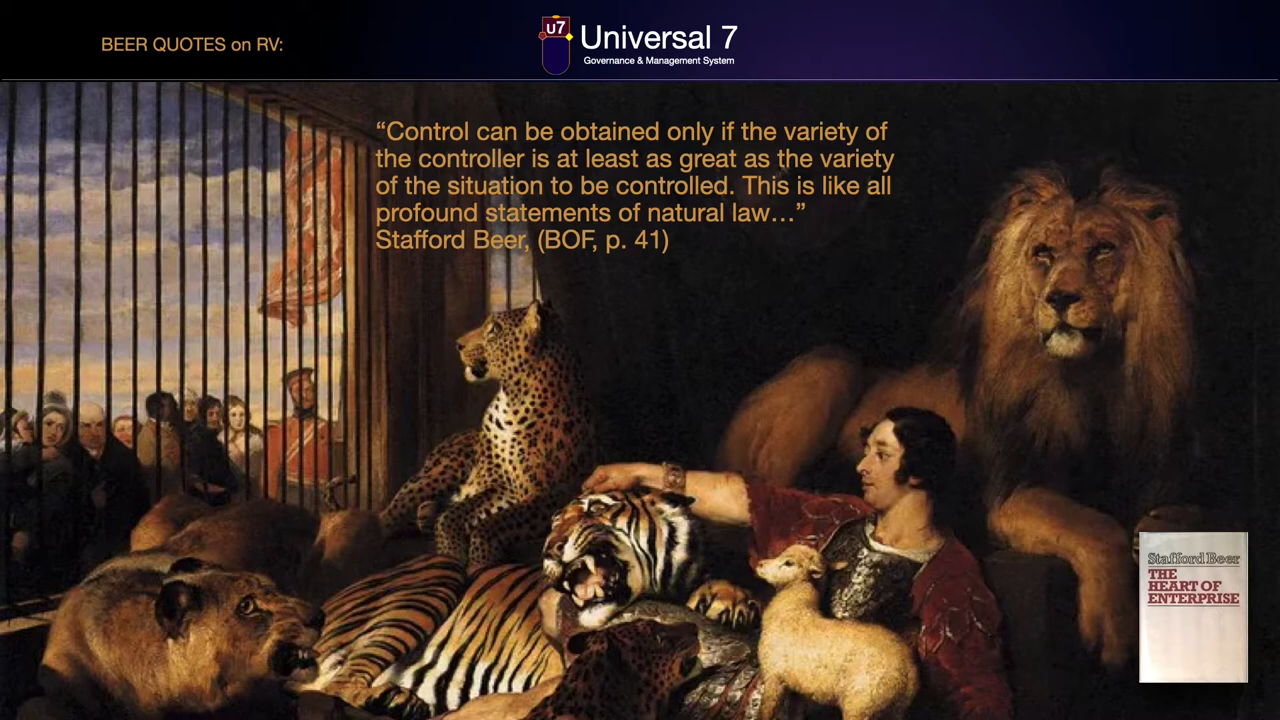 BEER QUOTES on RV:
u7
Universal 7
Governance & Management System
“Control can be obtained only if the variety of
the controller is at least as great as the variety
of the situation to be controlled. This is like all
profound statements of natural law…”
Stafford Beer, (BOF, p. 41)
Stafford Beer
THE
HEART OF
ENTERPRISE